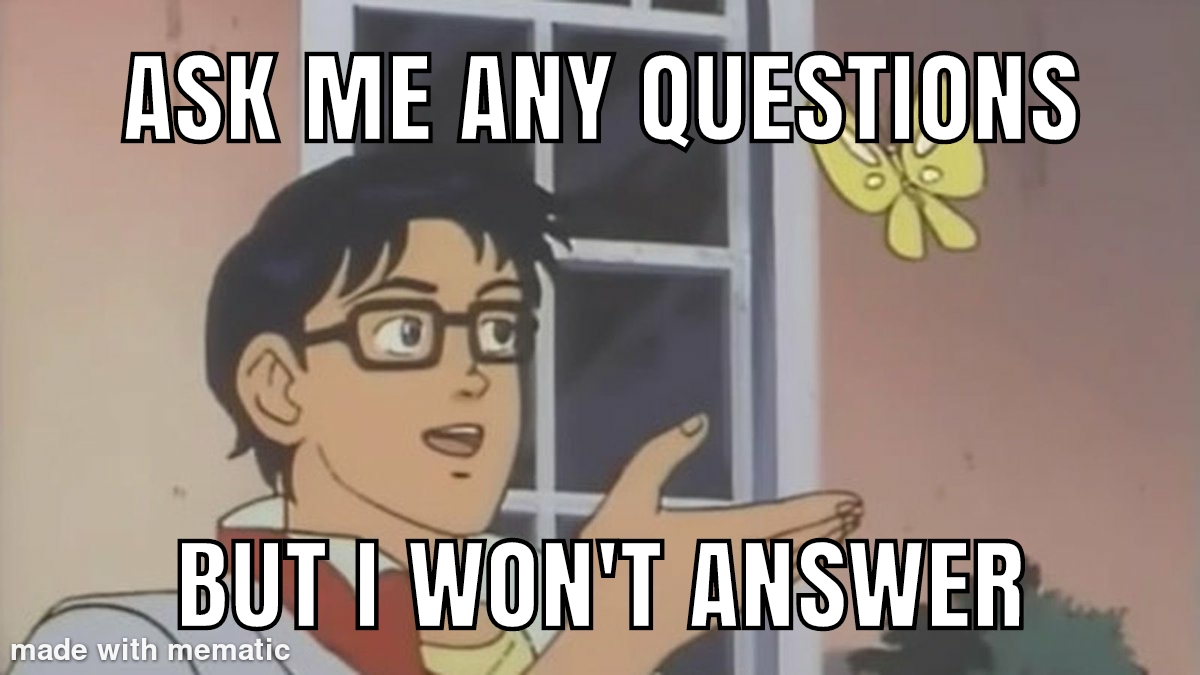 ASK ME ANY QUESTIONS
BUT I WON'T ANSWER
made with mematic